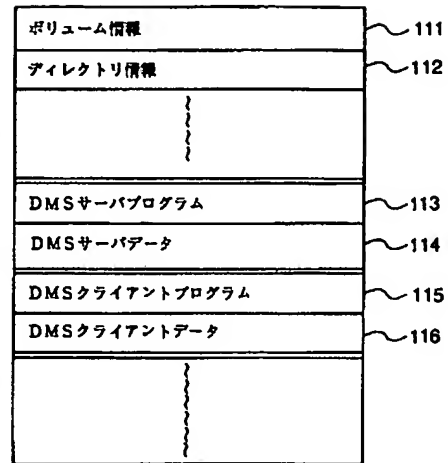 ボリューム情報 111
ディレクトリ情報 112
DMSサーバプログラム 113
DMSサーバデータ 114
DMSクライアントプログラム 115
DMSクライアントデータ 116